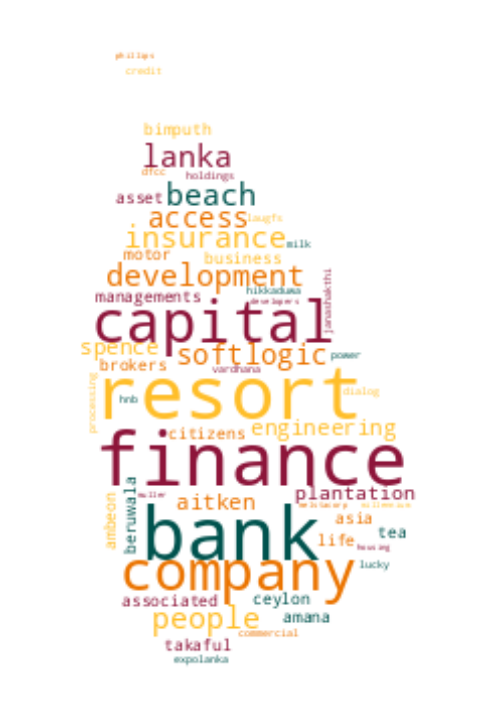 phillips
credit
bimputh
lanka
dfcc holdings
asset beach
access laugfs
insurance milk
motor business
development
hikkaduwa
managements developers
janashakthi
capital
spence softlogic power
brokers vardhana
processing
resort dialog
hnb
citizens engineering
finance
muller plantation
ambeon beruwala aitken
bank asia tea
life housing
company lucky
associated ceylon
people amana
commercial
takaful
expolanka